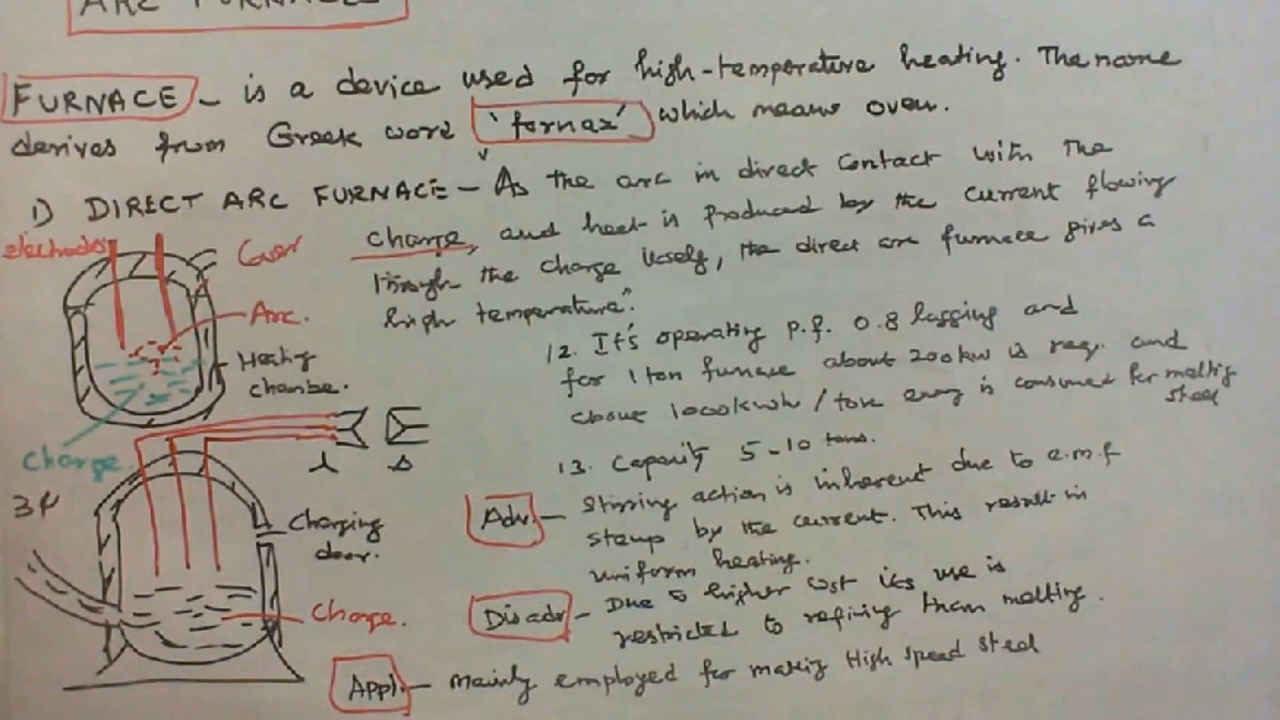 ARC FURNACE
FURNACE - is a device used for high-temperature heating. The name
derives from Greek word 'fornax' which means oven.
1) DIRECT ARC FURNACE - As the arc in direct contact with the
charge, and heat is produced by the current flowing
through the charge itself, the direct arc furnace gives a
high temperature".
electrodes
Cover
Arc.
Heating
chamber.
Charge
12. It's operating p.f. 0.8 lagging and
for 1 ton furnace about 200kw is req. and
about 1000kwh / tone energy is consumed for melting
steel
13. Capacity 5-10 tons.
3φ
Charging
door.
Charge.
Adv. - Stirring action is inherent due to e.m.f
setup by the current. This result in
uniform heating.
Disadv - Due to higher cost its use is
restricted to refining than melting.
Appl. - mainly employed for making High speed steel